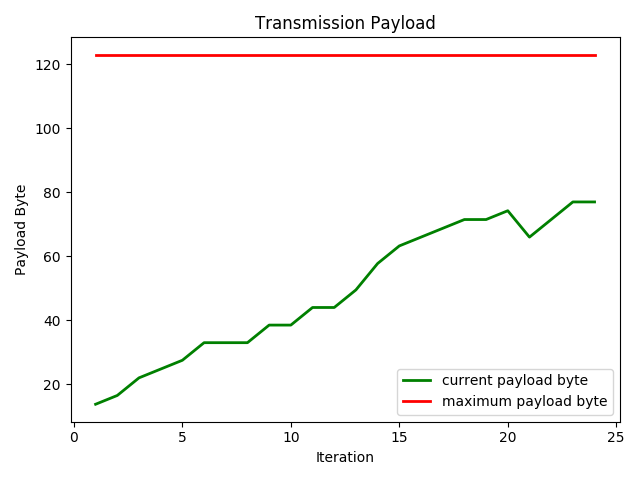 Transmission Payload
Payload Byte
120
100
80
60
40
20
0
5
10
15
20
25
Iteration
current payload byte
maximum payload byte